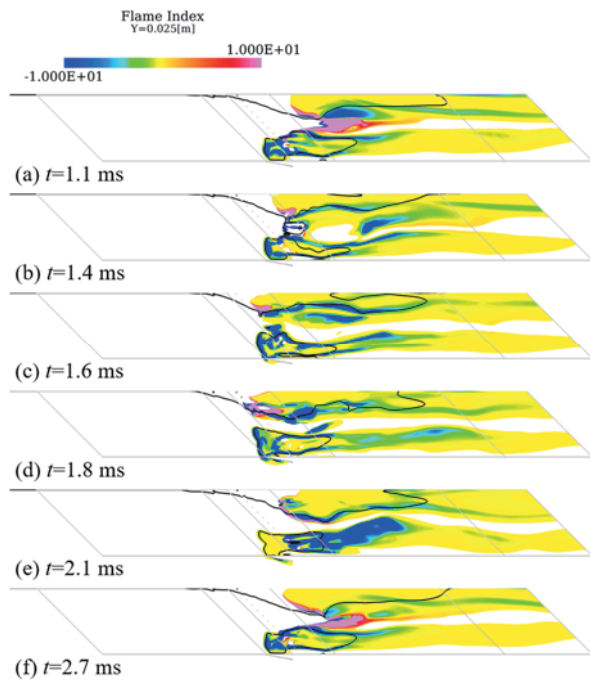 Flame Index
Y=0.025[m]
1.000E+01
-1.000E+01
(a) t=1.1 ms
(b) t=1.4 ms
(c) t=1.6 ms
(d) t=1.8 ms
(e) t=2.1 ms
(f) t=2.7 ms